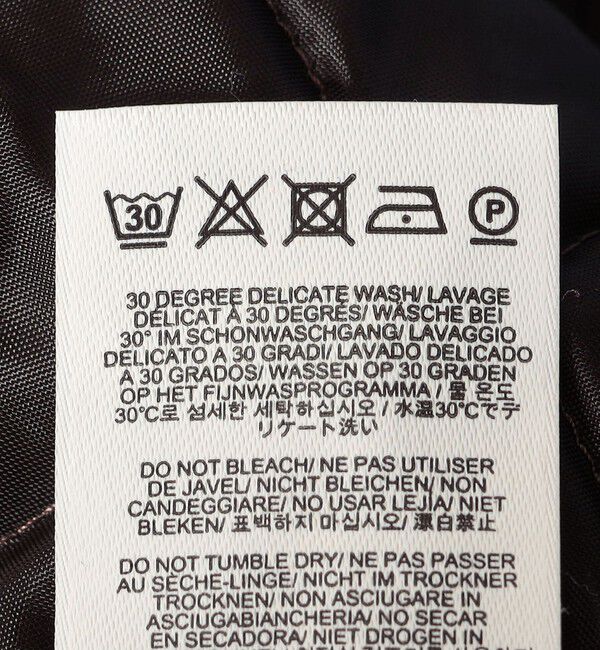 30 P
30 DEGREE DELICATE WASH/ LAVAGE
DÉLICAT À 30 DEGRÉS/ WÄSCHE BEI
30° IM SCHONWASCHGANG/ LAVAGGIO
DELICATO A 30 GRADI/ LAVADO DELICADO
A 30 GRADOS/ WASSEN OP 30 GRADEN
OP HET FIJNWASPROGRAMMA / 물 온도
30℃로 섬세한 세탁하십시오 / 水温30℃でデ
リケート洗い
DO NOT BLEACH/ NE PAS UTILISER
DE JAVEL/ NICHT BLEICHEN/ NON
CANDEGGIARE/ NO USAR LEJÍA/ NIET
BLEKEN/ 표백하지 마십시오/ 漂白禁止
DO NOT TUMBLE DRY/ NE PAS PASSER
AU SÈCHE-LINGE/ NICHT IM TROCKNER
TROCKNEN/ NON ASCIUGARE IN
ASCIUGABIANCHERIA/ NO SECAR
EN SECADORA/ NIET DROGEN IN